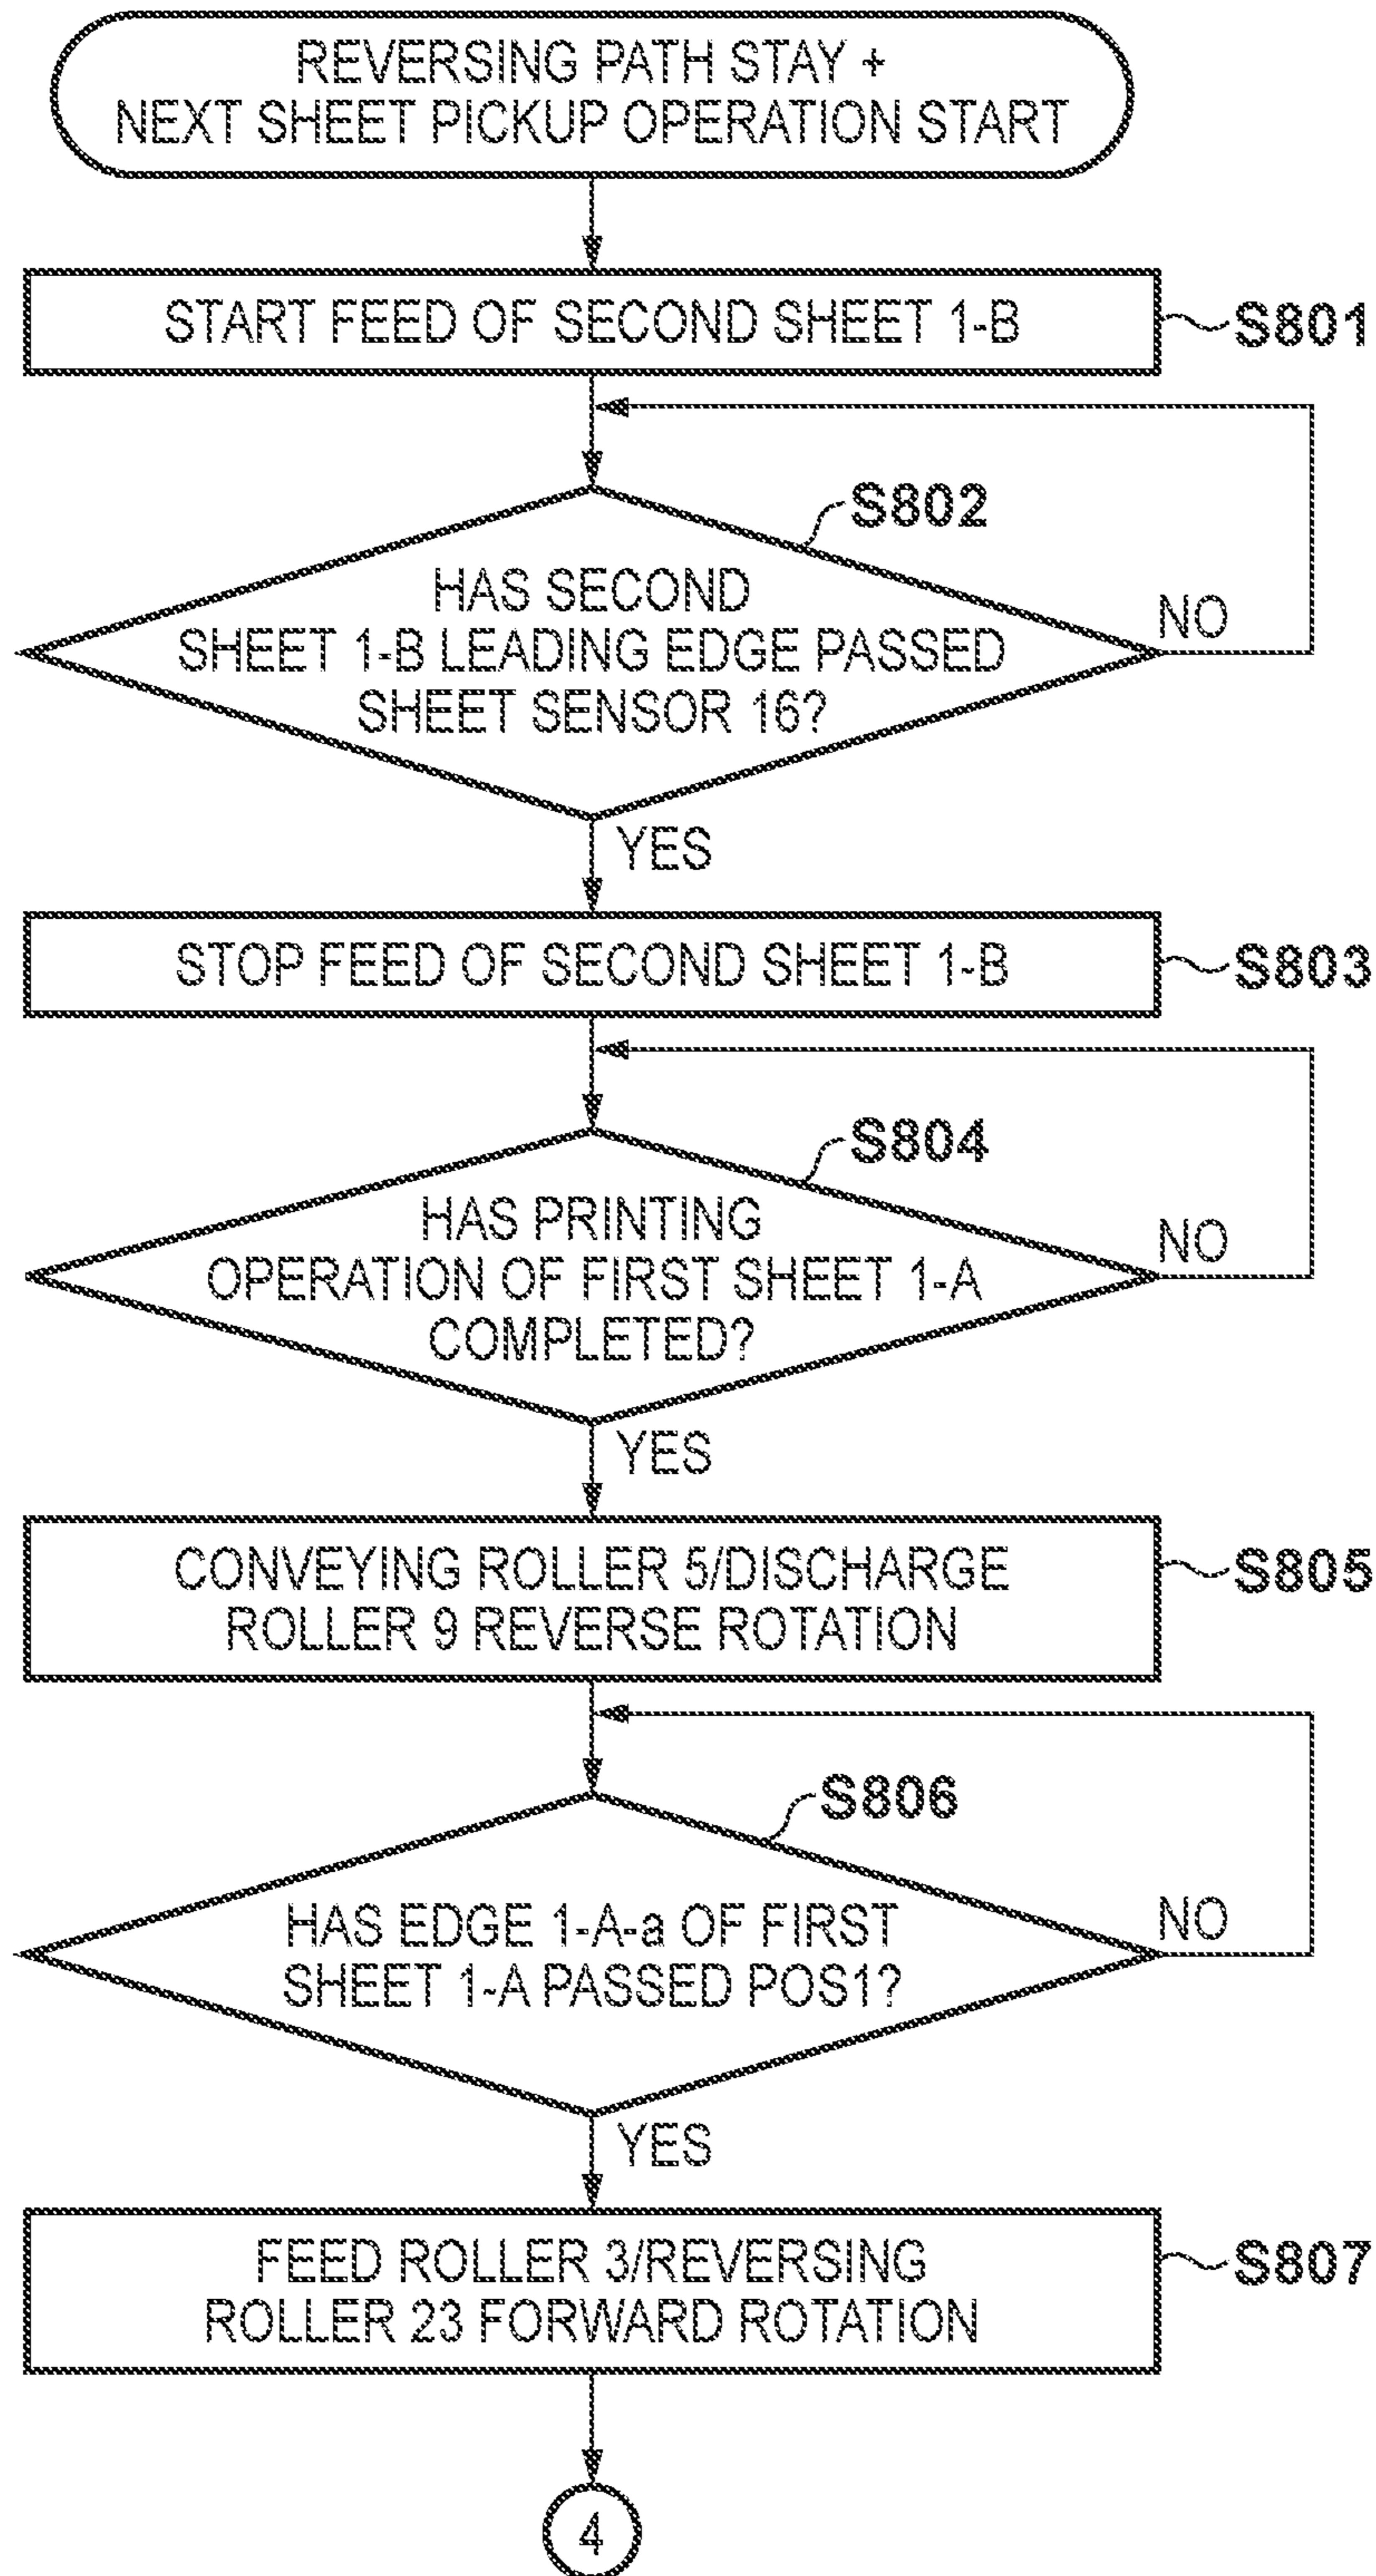 REVERSING PATH STAY +
NEXT SHEET PICKUP OPERATION START
START FEED OF SECOND SHEET 1-B
S801
S802
HAS SECOND
SHEET 1-B LEADING EDGE PASSED
SHEET SENSOR 16?
NO
YES
STOP FEED OF SECOND SHEET 1-B
S803
S804
HAS PRINTING
OPERATION OF FIRST SHEET 1-A
COMPLETED?
NO
YES
CONVEYING ROLLER 5/DISCHARGE
ROLLER 9 REVERSE ROTATION
S805
S806
HAS EDGE 1-A-a OF FIRST
SHEET 1-A PASSED POS1?
NO
YES
FEED ROLLER 3/REVERSING
ROLLER 23 FORWARD ROTATION
S807
4